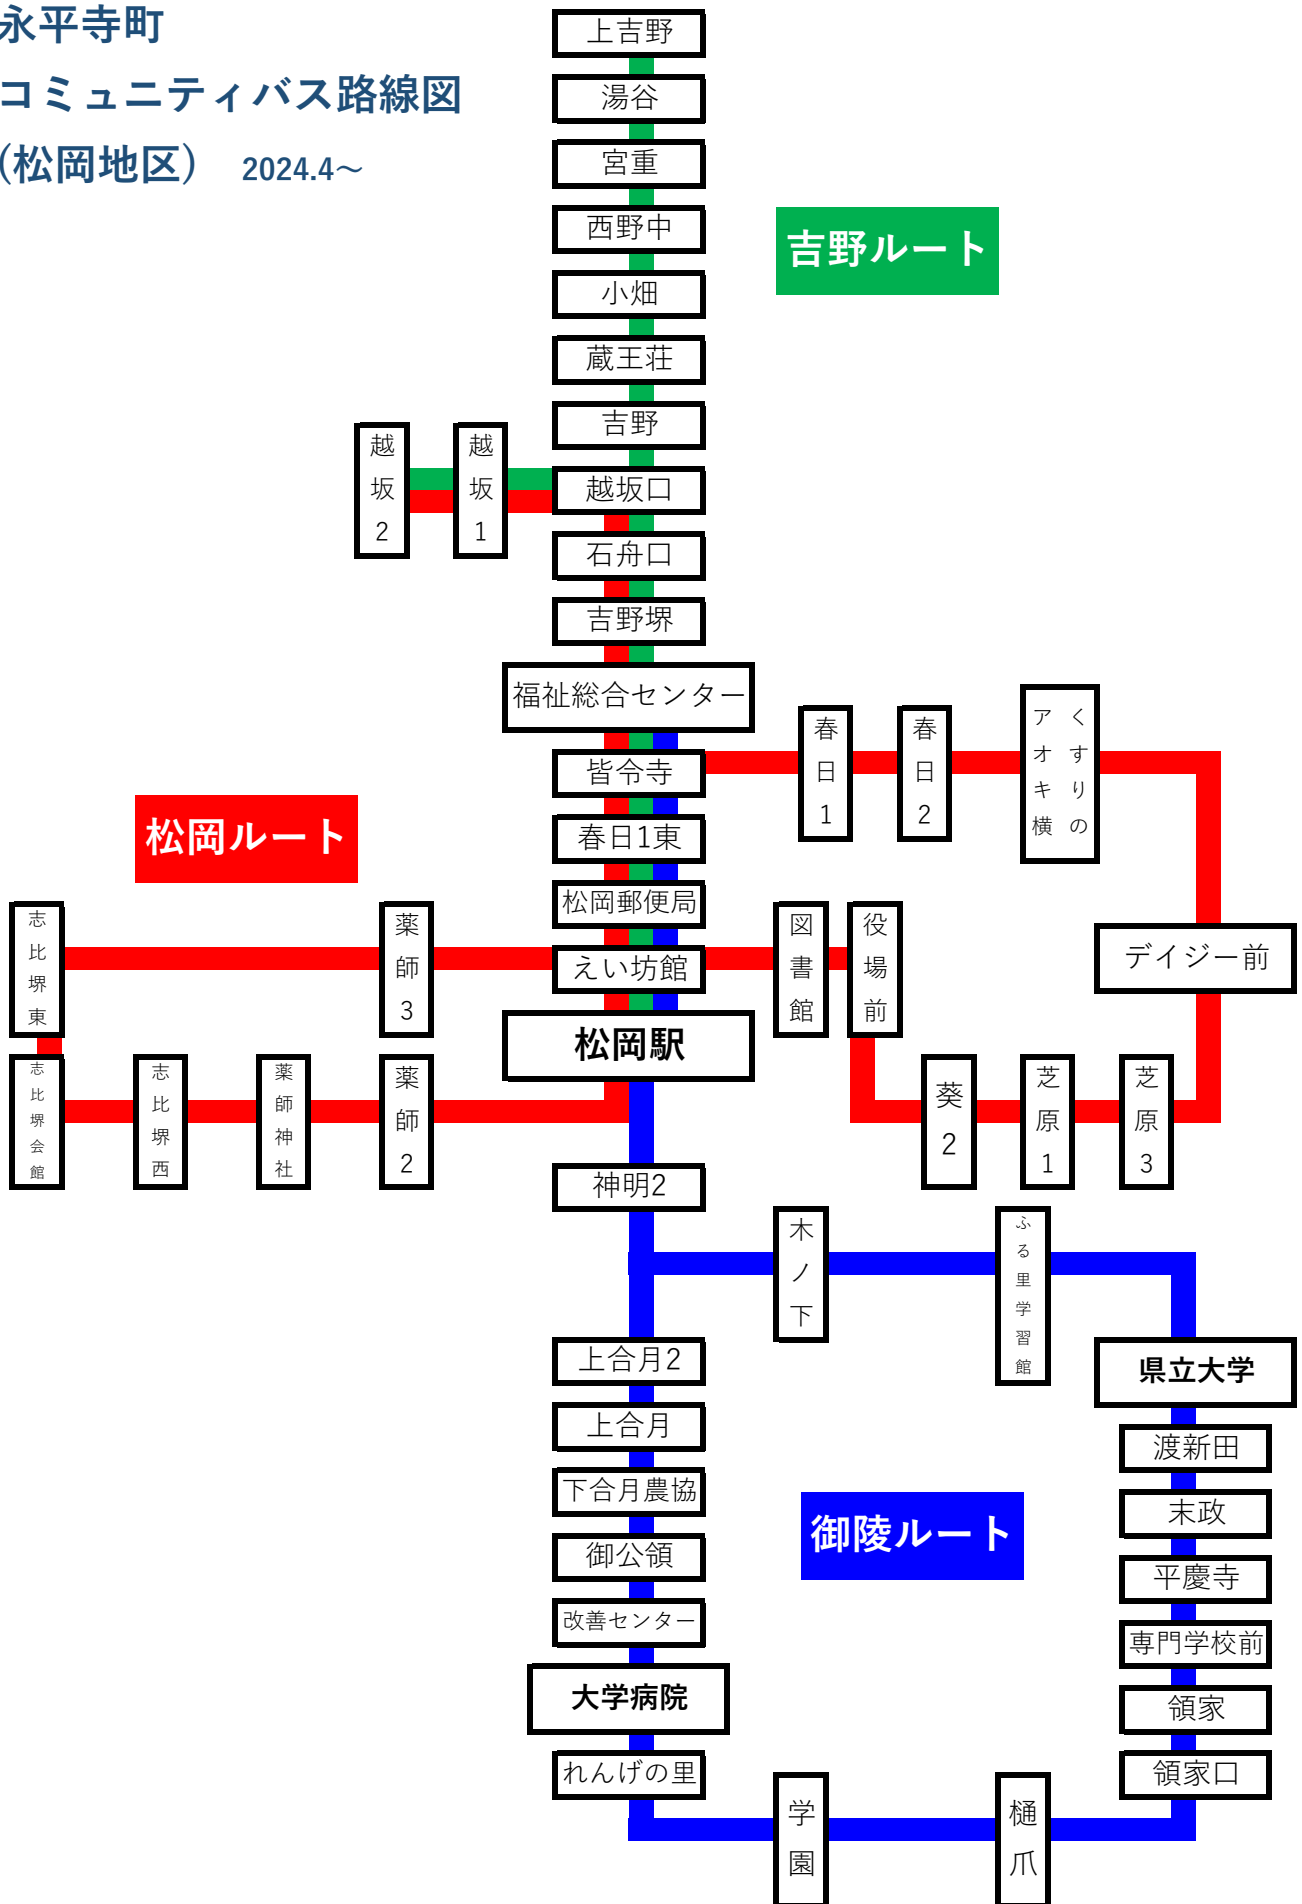 永平寺町
コミュニティバス路線図
(松岡地区) 2024.4～
上吉野
湯谷
宮重
西野中
吉野ルート
小畑
蔵王荘
吉野
越坂2
越坂1
越坂口
石舟口
吉野堺
福祉総合センター
皆令寺
春日1
春日2
くすりの
アオキ横
松岡ルート
春日1東
松岡郵便局
志比堺東
薬師3
えい坊館
図書館
役場前
デイジー前
松岡駅
志比堺会館
志比堺西
薬師神社
薬師2
葵2
芝原1
芝原3
神明2
木ノ下
ふる里学習館
上合月2
県立大学
上合月
渡新田
下合月農協
末政
御陵ルート
御公領
平慶寺
改善センター
専門学校前
大学病院
領家
れんげの里
領家口
学園
樋爪